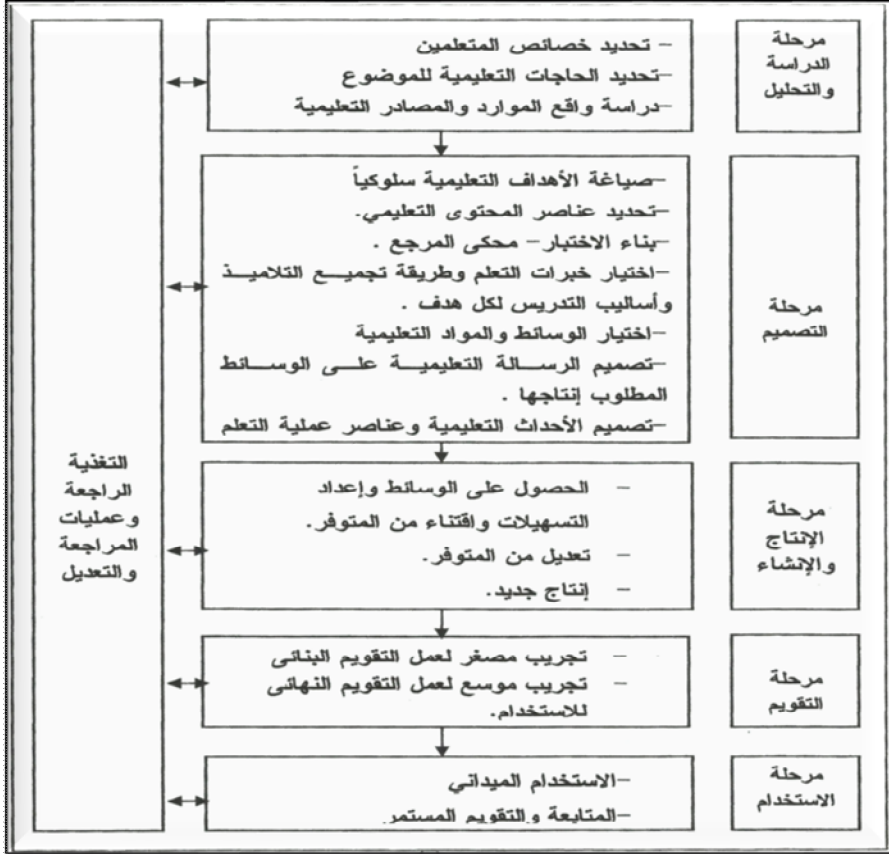 مرحلة
الدراسة
والتحليل
– تحديد خصائص المتعلمين
–تحديد الحاجات التعليمية للموضوع
–دراسة واقع الموارد والمصادر التعليمية
مرحلة
التصميم
–صياغة الأهداف التعليمية سلوكياً
–تحديد عناصر المحتوى التعليمي.
–بناء الاختبار – محكى المرجع .
–اختيار خبرات التعلم وطريقة تجميع التلاميذ
وأساليب التدريس لكل هدف .
–اختيار الوسائط والمواد التعليمية
–تصميم الرسالة التعليمية على الوسائط
المطلوب إنتاجها .
–تصميم الأحداث التعليمية وعناصر عملية التعلم
مرحلة
الإنتاج
والإنشاء
– الحصول على الوسائط وإعداد
التسهيلات واقتناء من المتوفر.
– تعديل من المتوفر.
– إنتاج جديد.
مرحلة
التقويم
– تجريب مصغر لعمل التقويم البنائى
– تجريب موسع لعمل التقويم النهائى
للاستخدام.
مرحلة
الاستخدام
–الاستخدام الميداني
–المتابعة والتقويم المستمر.
التغذية
الراجعة
وعمليات
المراجعة
والتعديل